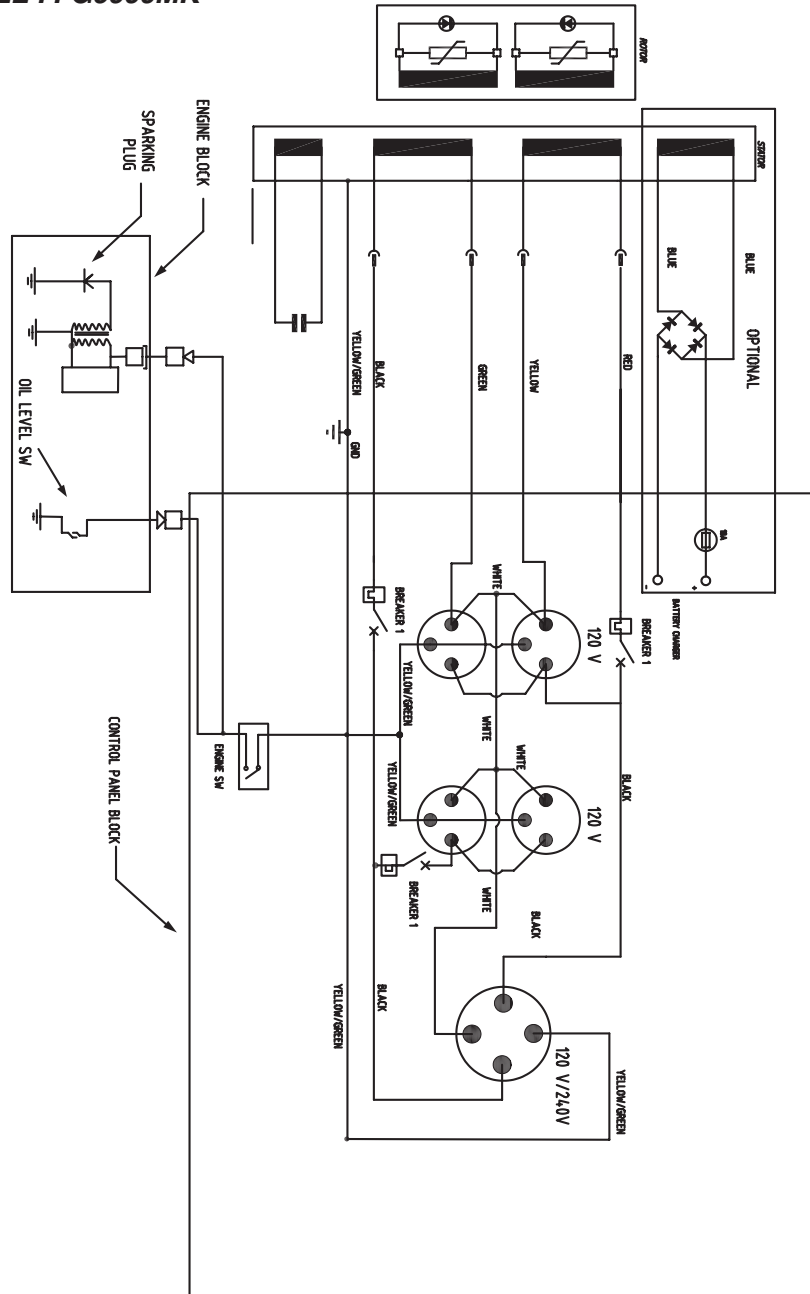 ROTOR
STATOR
BLUE
BLUE
OPTIONAL
BATTERY CHARGER
+
-
ENGINE BLOCK
SPARKING
PLUG
OIL LEVEL SW
YELLOW/GREEN
BLACK
GREEN
YELLOW
RED
GND
WHITE
BREAKER 1
120 V
BREAKER 1
YELLOW/GREEN
WHITE
ENGINE SW
CONTROL PANEL BLOCK
YELLOW/GREEN
WHITE
BLACK
120 V
BREAKER 1
WHITE
BLACK
BLACK
YELLOW/GREEN
120 V/240V
YELLOW/GREEN